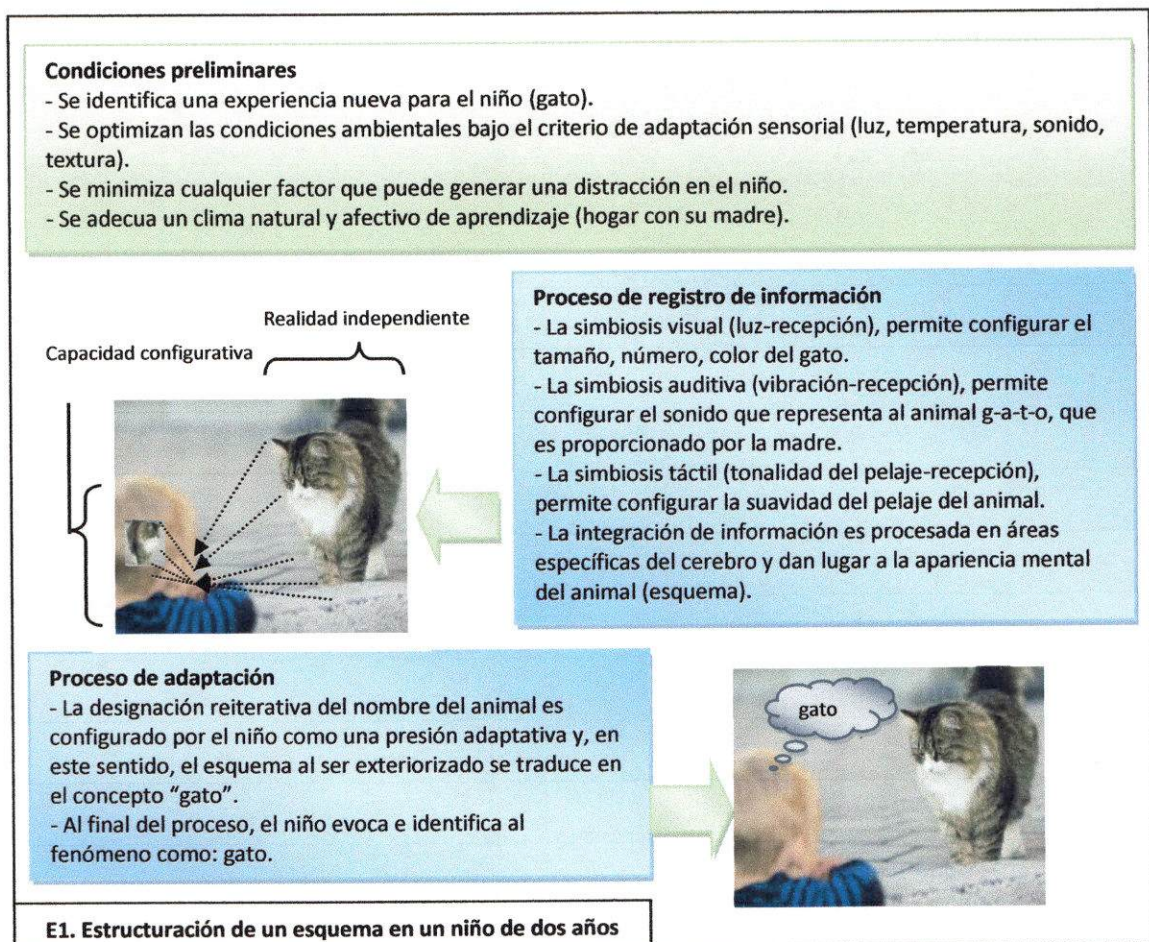 Condiciones preliminares
- Se identifica una experiencia nueva para el niño (gato).
- Se optimizan las condiciones ambientales bajo el criterio de adaptación sensorial (luz, temperatura, sonido,
textura).
- Se minimiza cualquier factor que puede generar una distracción en el niño.
- Se adecua un clima natural y afectivo de aprendizaje (hogar con su madre).
Realidad independiente
Capacidad configurativa
Proceso de registro de información
- La simbiosis visual (luz-recepción), permite configurar el
tamaño, número, color del gato.
- La simbiosis auditiva (vibración-recepción), permite
configurar el sonido que representa al animal g-a-t-o, que
es proporcionado por la madre.
- La simbiosis táctil (tonalidad del pelaje-recepción),
permite configurar la suavidad del pelaje del animal.
- La integración de información es procesada en áreas
específicas del cerebro y dan lugar a la apariencia mental
del animal (esquema).
Proceso de adaptación
- La designación reiterativa del nombre del animal es
configurado por el niño como una presión adaptativa y, en
este sentido, el esquema al ser exteriorizado se traduce en
el concepto “gato”.
- Al final del proceso, el niño evoca e identifica al
fenómeno como: gato.
gato
E1. Estructuración de un esquema en un niño de dos años